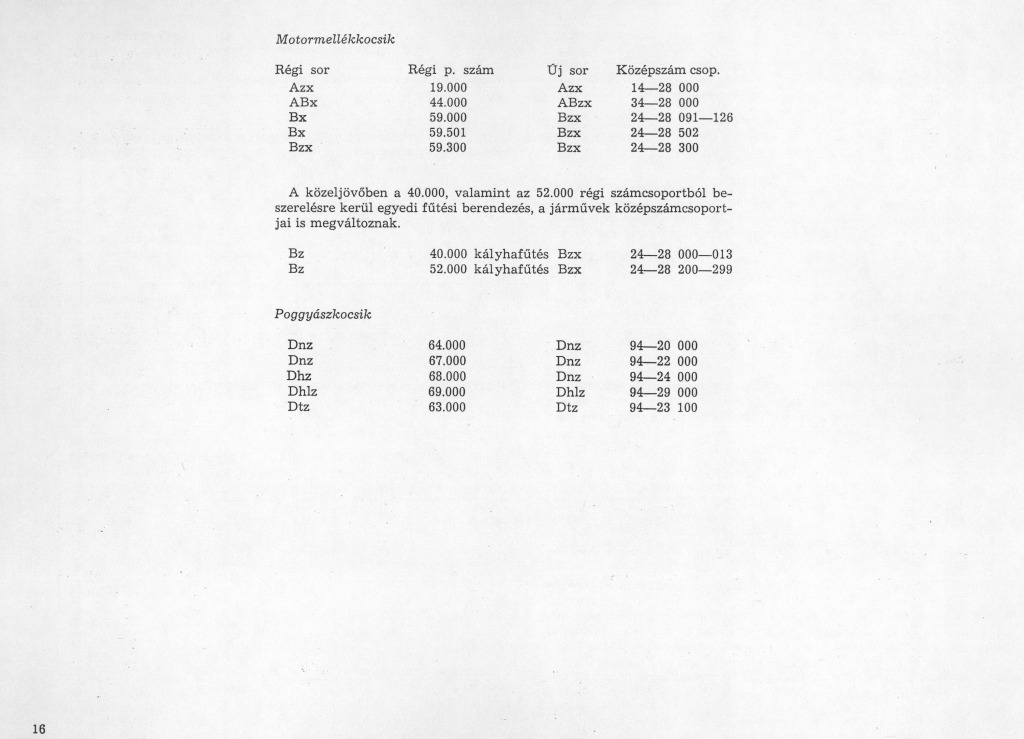 Motormellékkocsik
Régi sor Régi p. szám Új sor Középszám csop.
Azx 19.000 Azx 14—28 000
ABx 44.000 ABzx 34—28 000
Bx 59.000 Bzx 24—28 091—126
Bx 59.501 Bzx 24—28 502
Bzx 59.300 Bzx 24—28 300
A közeljövőben a 40.000, valamint az 52.000 régi számcsoportból be-
szerelésre kerül egyedi fűtési berendezés, a járművek középszámcsoport-
jai is megváltoznak.
Bz 40.000 kályhafűtés Bzx 24—28 000—013
Bz 52.000 kályhafűtés Bzx 24—28 200—299
Poggyászkocsik
Dnz 64.000 Dnz 94—20 000
Dnz 67.000 Dnz 94—22 000
Dhz 68.000 Dnz 94—24 000
Dhlz 69.000 Dhlz 94—29 000
Dtz 63.000 Dtz 94—23 100
16